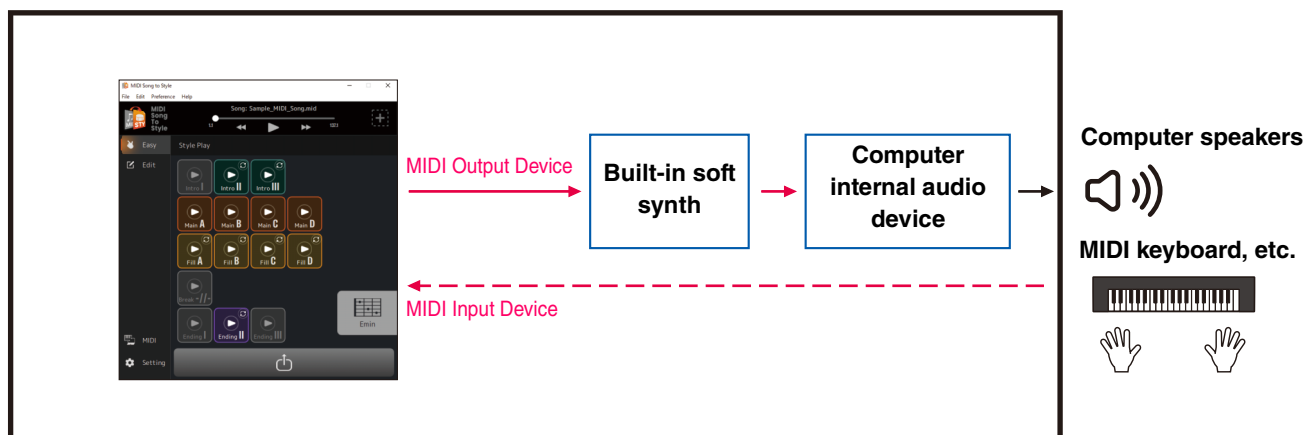 MIDI Song to Style
File Edit Preference Help
MIDI
Song
To
Style
Song: Sample_MIDI_Song.mid
1.1
Easy
Style Play
Edit
Intro I
Intro II
Intro III
Main A
Main B
Main C
Main D
Fill A
Fill B
Fill C
Fill D
Break -//-
Ending I
Ending II
Ending III
Emin
MIDI
Setting
MIDI Output Device
MIDI Input Device
Built-in soft
synth
Computer
internal audio
device
Computer speakers
MIDI keyboard, etc.